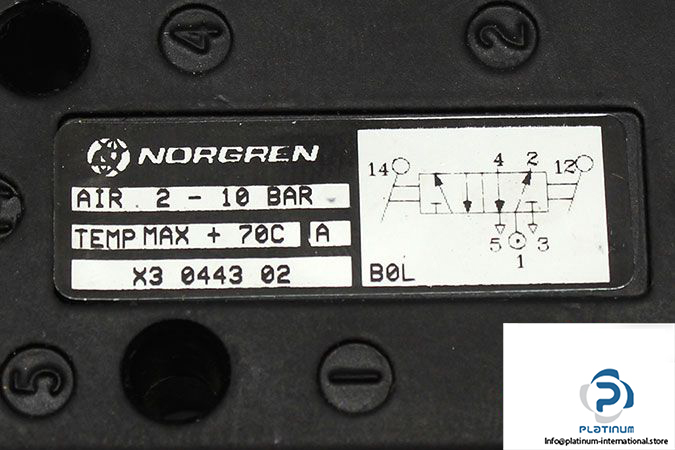 4
2
NORGREN
AIR 2 - 10 BAR
TEMP MAX + 70C A
X3 0443 02
14 4 2 12
5 3
1
B0L
5
1
PLATINUM
Info@platinum-international.store